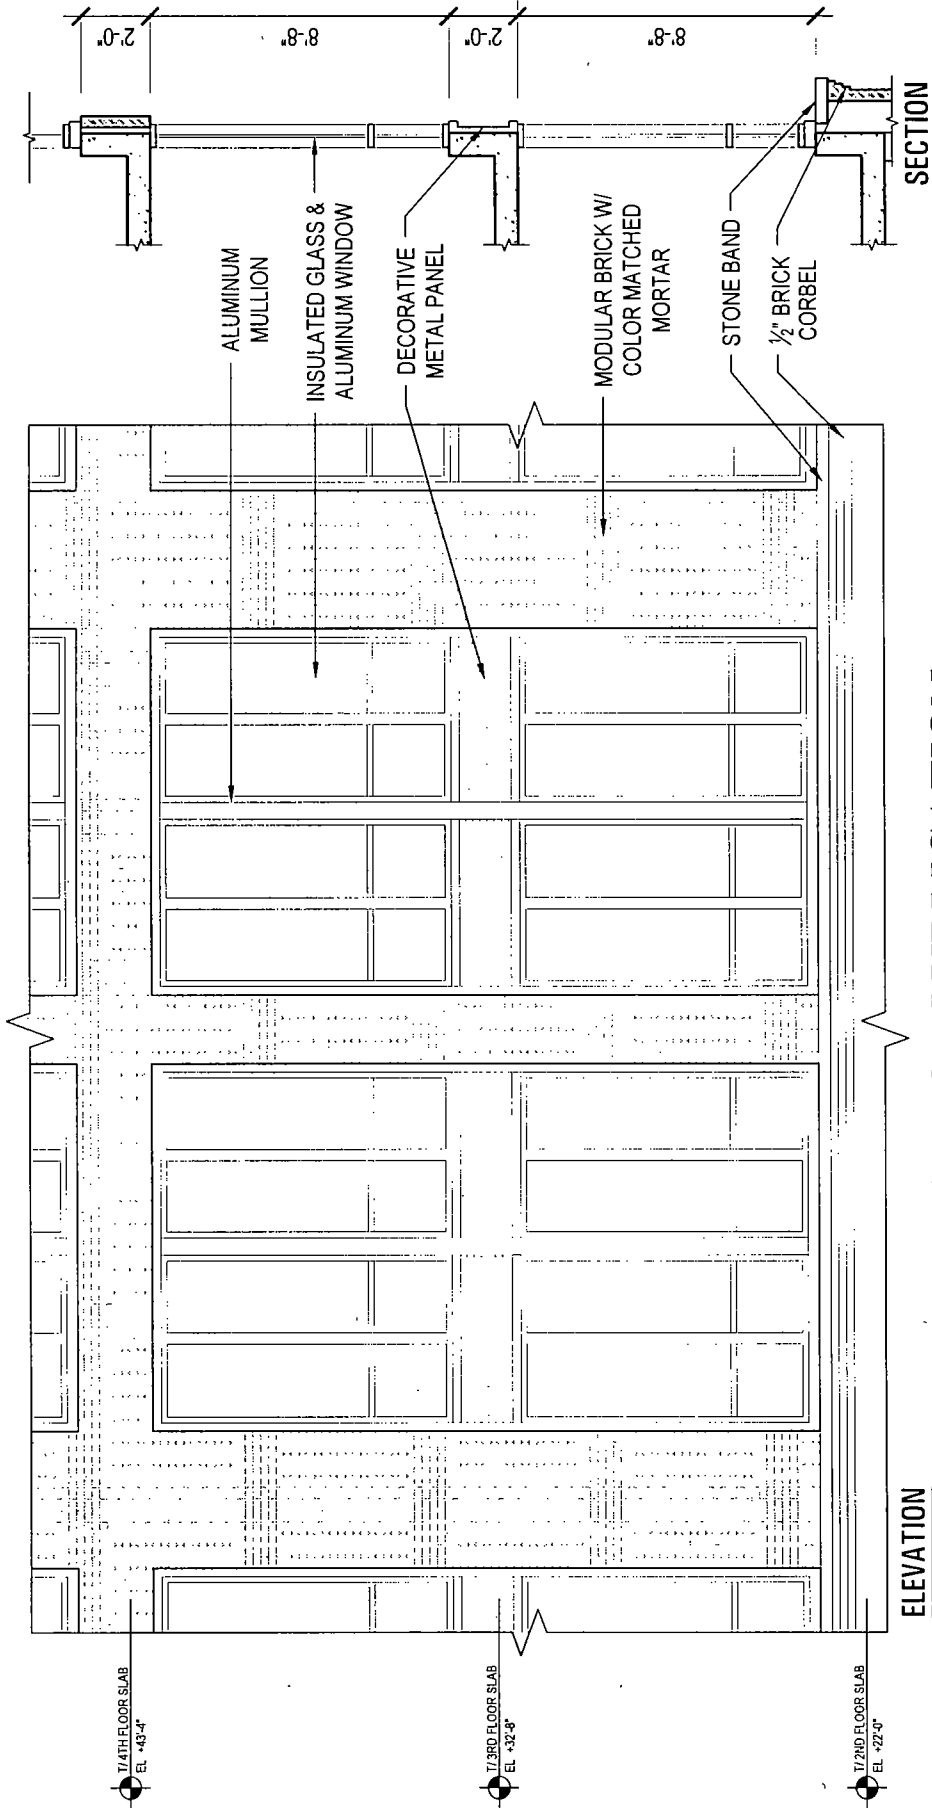 2'-0"
8'-8"
2'-0"
8'-8"
SECTION
ALUMINUM
MULLION
INSULATED GLASS &
ALUMINUM WINDOW
DECORATIVE
METAL PANEL
MODULAR BRICK W/
COLOR MATCHED
MORTAR
STONE BAND
½" BRICK
CORBEL
ELEVATION
T/4TH FLOOR SLAB
EL +43'-4"
T/3RD FLOOR SLAB
EL +32'-8"
T/2ND FLOOR SLAB
EL +22'-0"